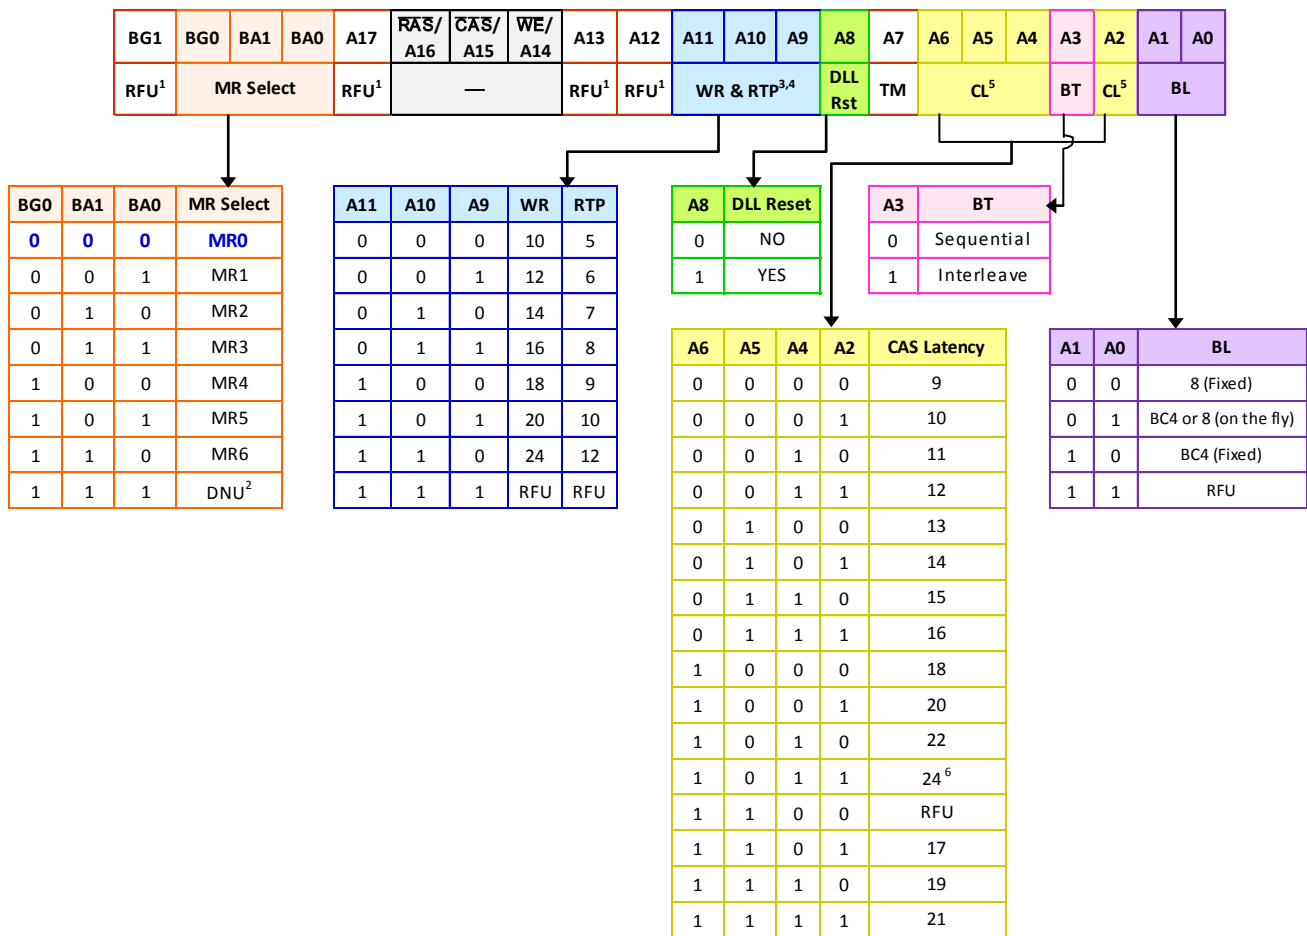 BG1 BG0 BA1 BA0 A17 RAS/ A16 CAS/ A15 WE/ A14 A13 A12 A11 A10 A9 A8 A7 A6 A5 A4 A3 A2 A1 A0
RFU1 MR Select RFU1 — RFU1 RFU1 WR & RTP3,4 DLL Rst TM CL5 BT CL5 BL
BG0 BA1 BA0 MR Select
0 0 0 MR0
0 0 1 MR1
0 1 0 MR2
0 1 1 MR3
1 0 0 MR4
1 0 1 MR5
1 1 0 MR6
1 1 1 DNU2
A11 A10 A9 WR RTP
0 0 0 10 5
0 0 1 12 6
0 1 0 14 7
0 1 1 16 8
1 0 0 18 9
1 0 1 20 10
1 1 0 24 12
1 1 1 RFU RFU
A8 DLL Reset
0 NO
1 YES
A3 BT
0 Sequential
1 Interleave
A6 A5 A4 A2 CAS Latency
0 0 0 0 9
0 0 0 1 10
0 0 1 0 11
0 0 1 1 12
0 1 0 0 13
0 1 0 1 14
0 1 1 0 15
0 1 1 1 16
1 0 0 0 18
1 0 0 1 20
1 0 1 0 22
1 0 1 1 24 6
1 1 0 0 RFU
1 1 0 1 17
1 1 1 0 19
1 1 1 1 21
A1 A0 BL
0 0 8 (Fixed)
0 1 BC4 or 8 (on the fly)
1 0 BC4 (Fixed)
1 1 RFU